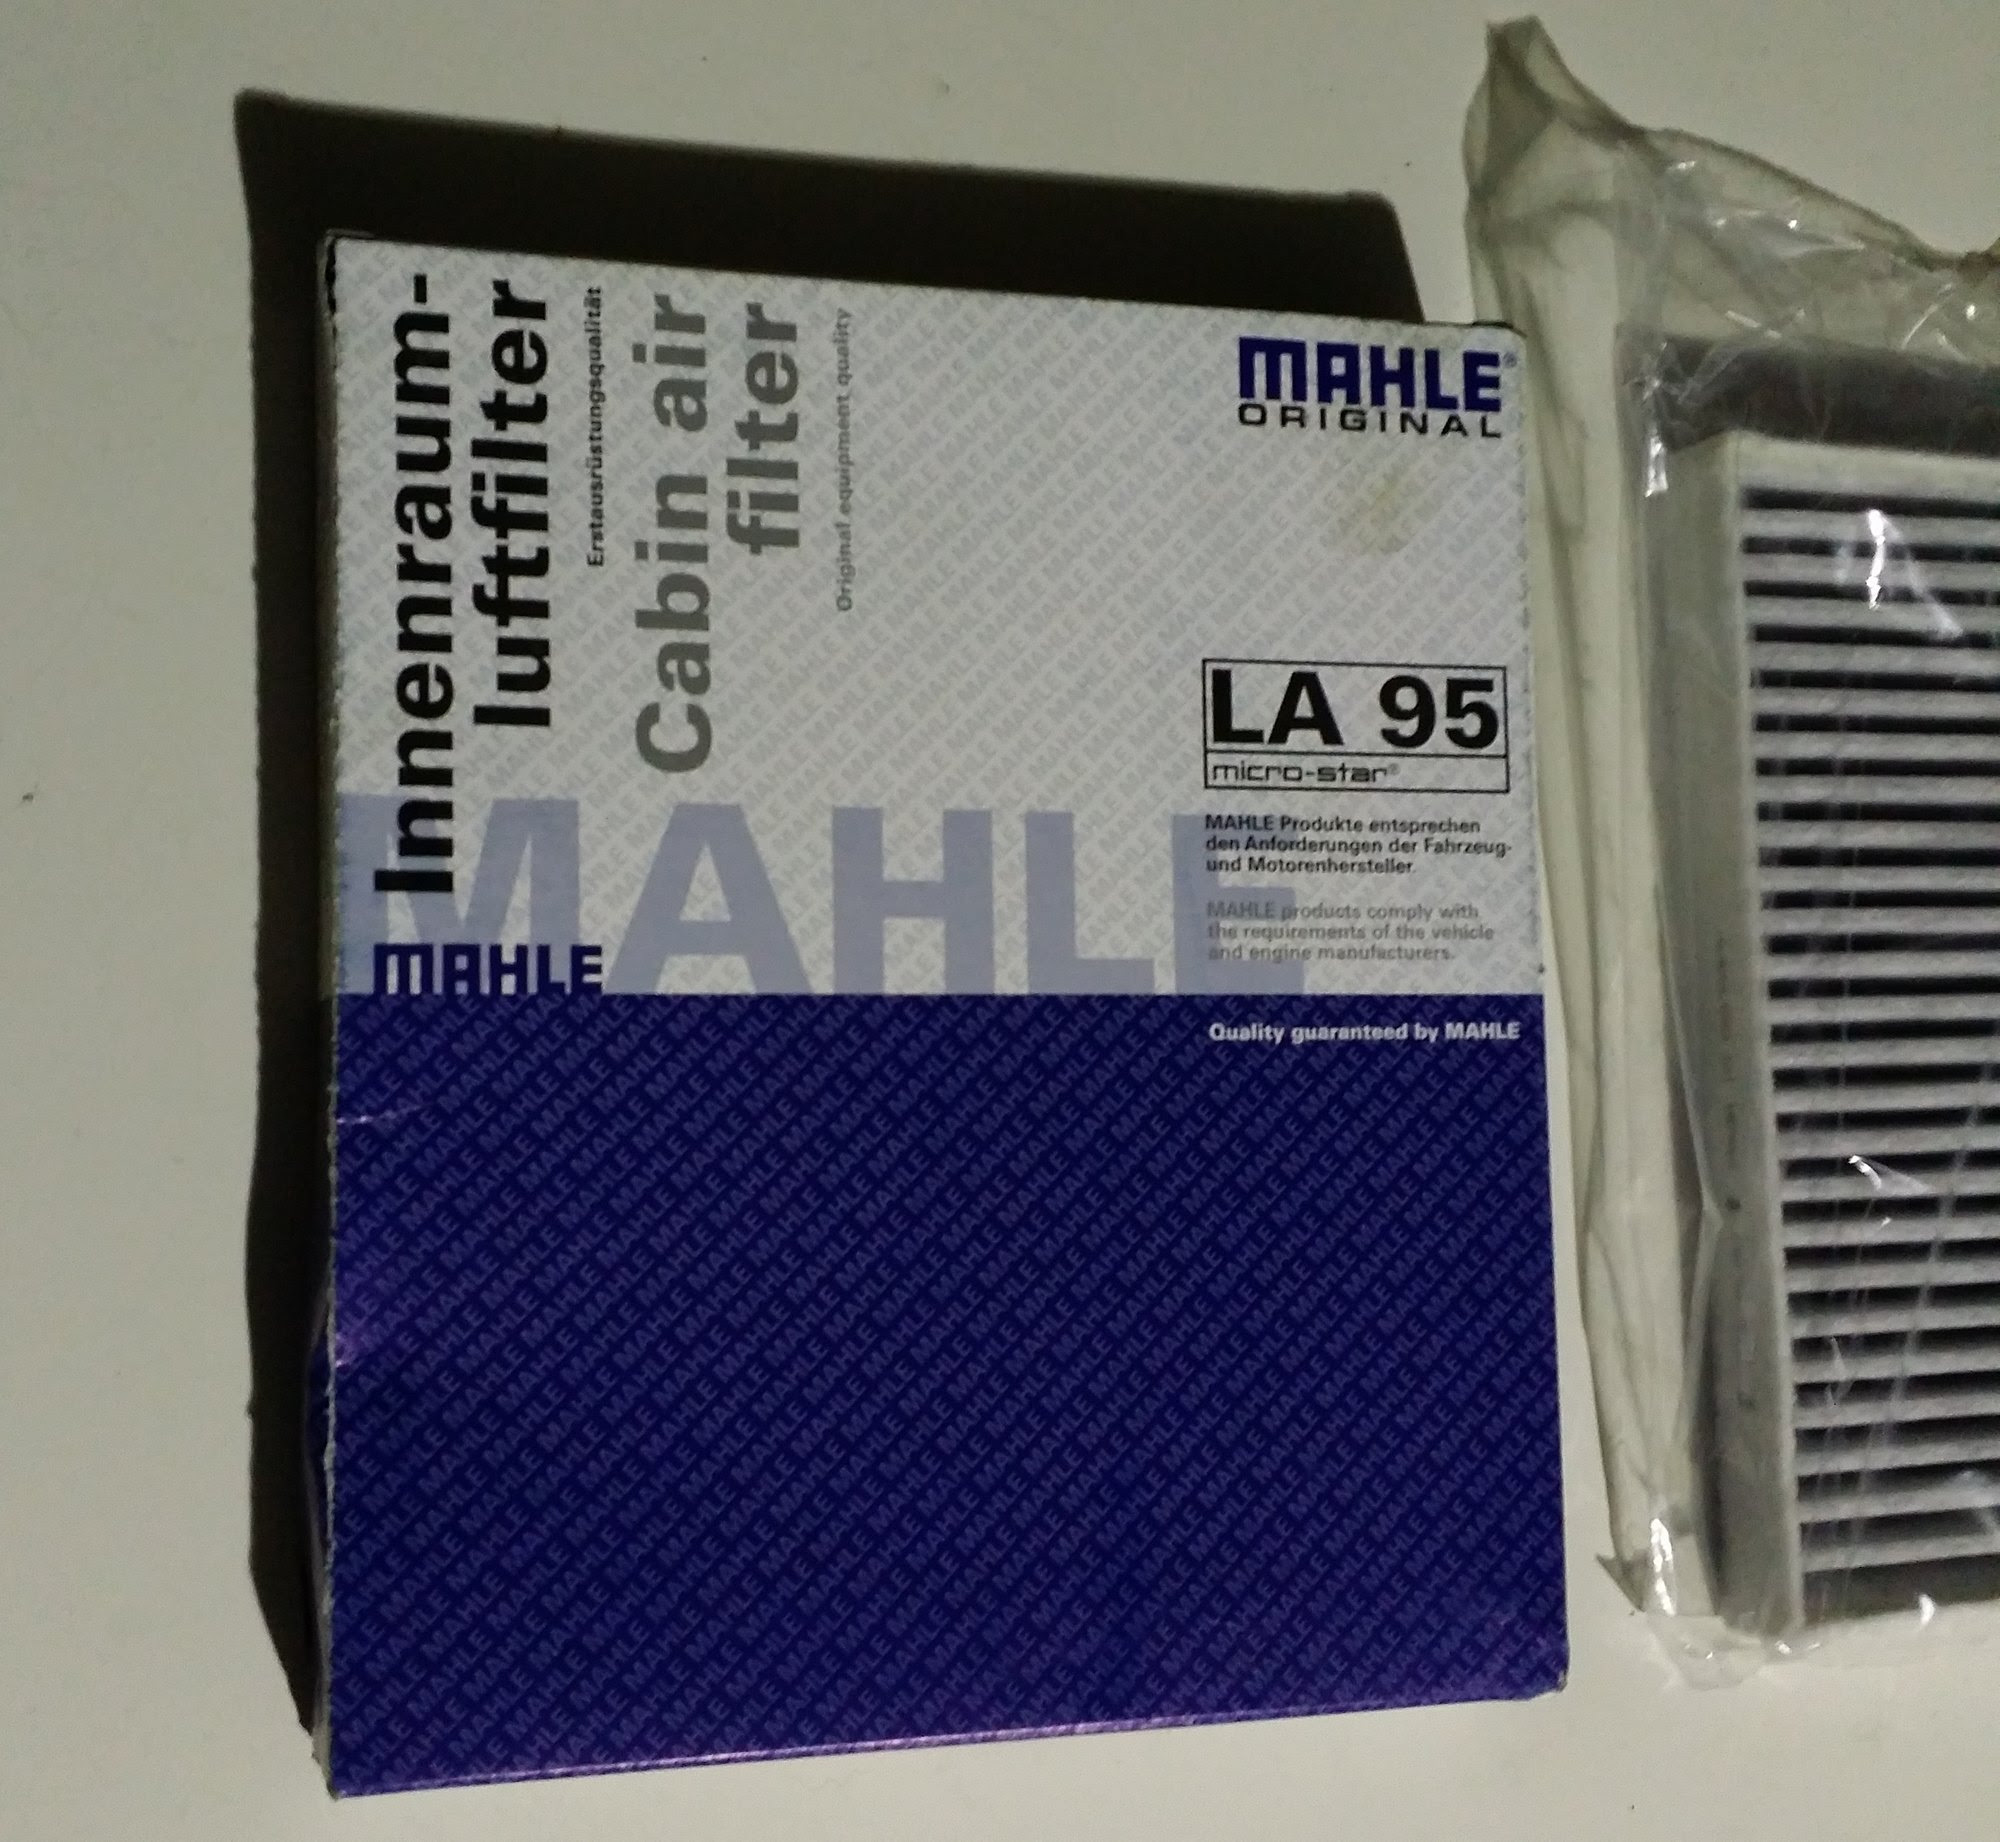 Innenraum-
luftfilter
Erstausrüstungsqualität
Cabin air
filter
Original equipment quality
MAHLE®
ORIGINAL
LA 95
micro-star®
MAHLE Produkte entsprechen
den Anforderungen der Fahrzeug-
und Motorenhersteller.
MAHLE products comply with
the requirements of the vehicle
and engine manufacturers.
MAHLE
MAHLE
Quality guaranteed by MAHLE